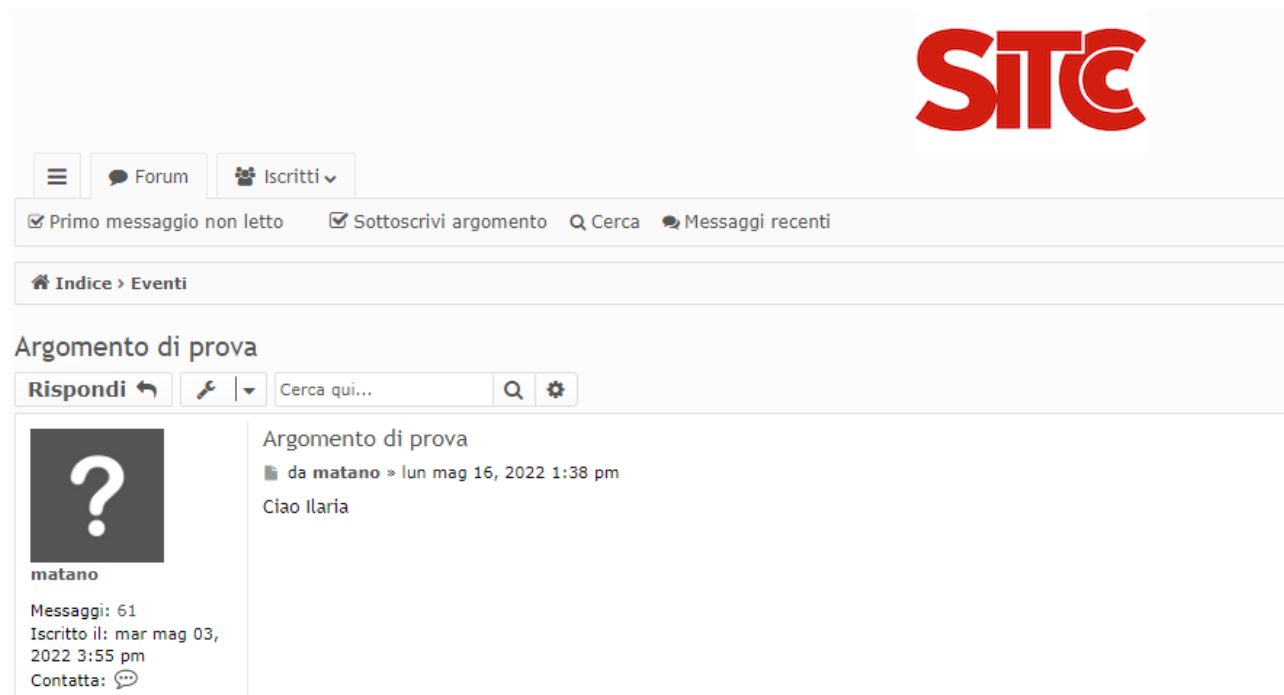 SITCC
Forum Iscritti
Primo messaggio non letto Sottoscrivi argomento Cerca Messaggi recenti
Indice › Eventi
Argomento di prova
Rispondi Cerca qui...
Argomento di prova
da matano » lun mag 16, 2022 1:38 pm
Ciao Ilaria
matano
Messaggi: 61
Iscritto il: mar mag 03,
2022 3:55 pm
Contatta: